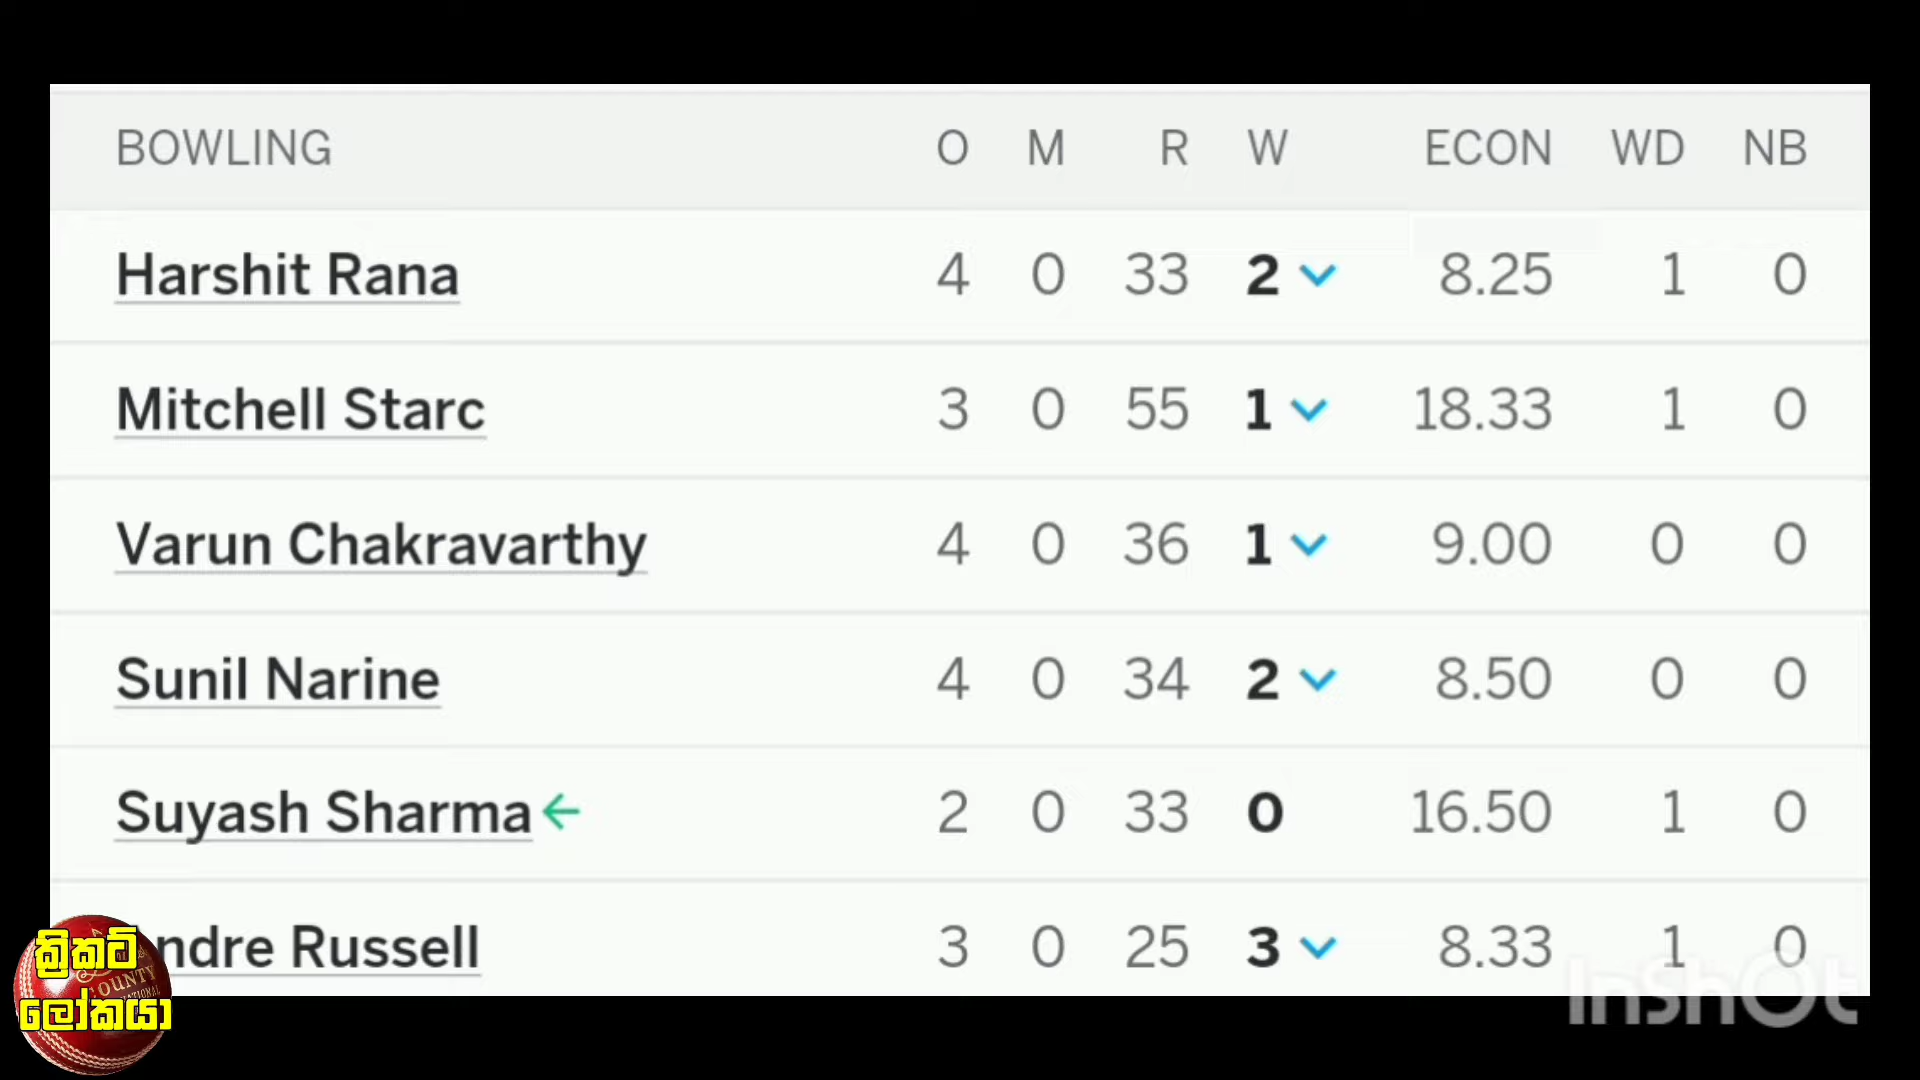 BOWLING O M R W ECON WD NB
Harshit Rana 4 0 33 2 8.25 1 0
Mitchell Starc 3 0 55 1 18.33 1 0
Varun Chakravarthy 4 0 36 1 9.00 0 0
Sunil Narine 4 0 34 2 8.50 0 0
Suyash Sharma 2 0 33 0 16.50 1 0
ndre Russell 3 0 25 3 8.33 1 0
ක්‍රිකට්
COUNTY
ලෝකයා
InShOt